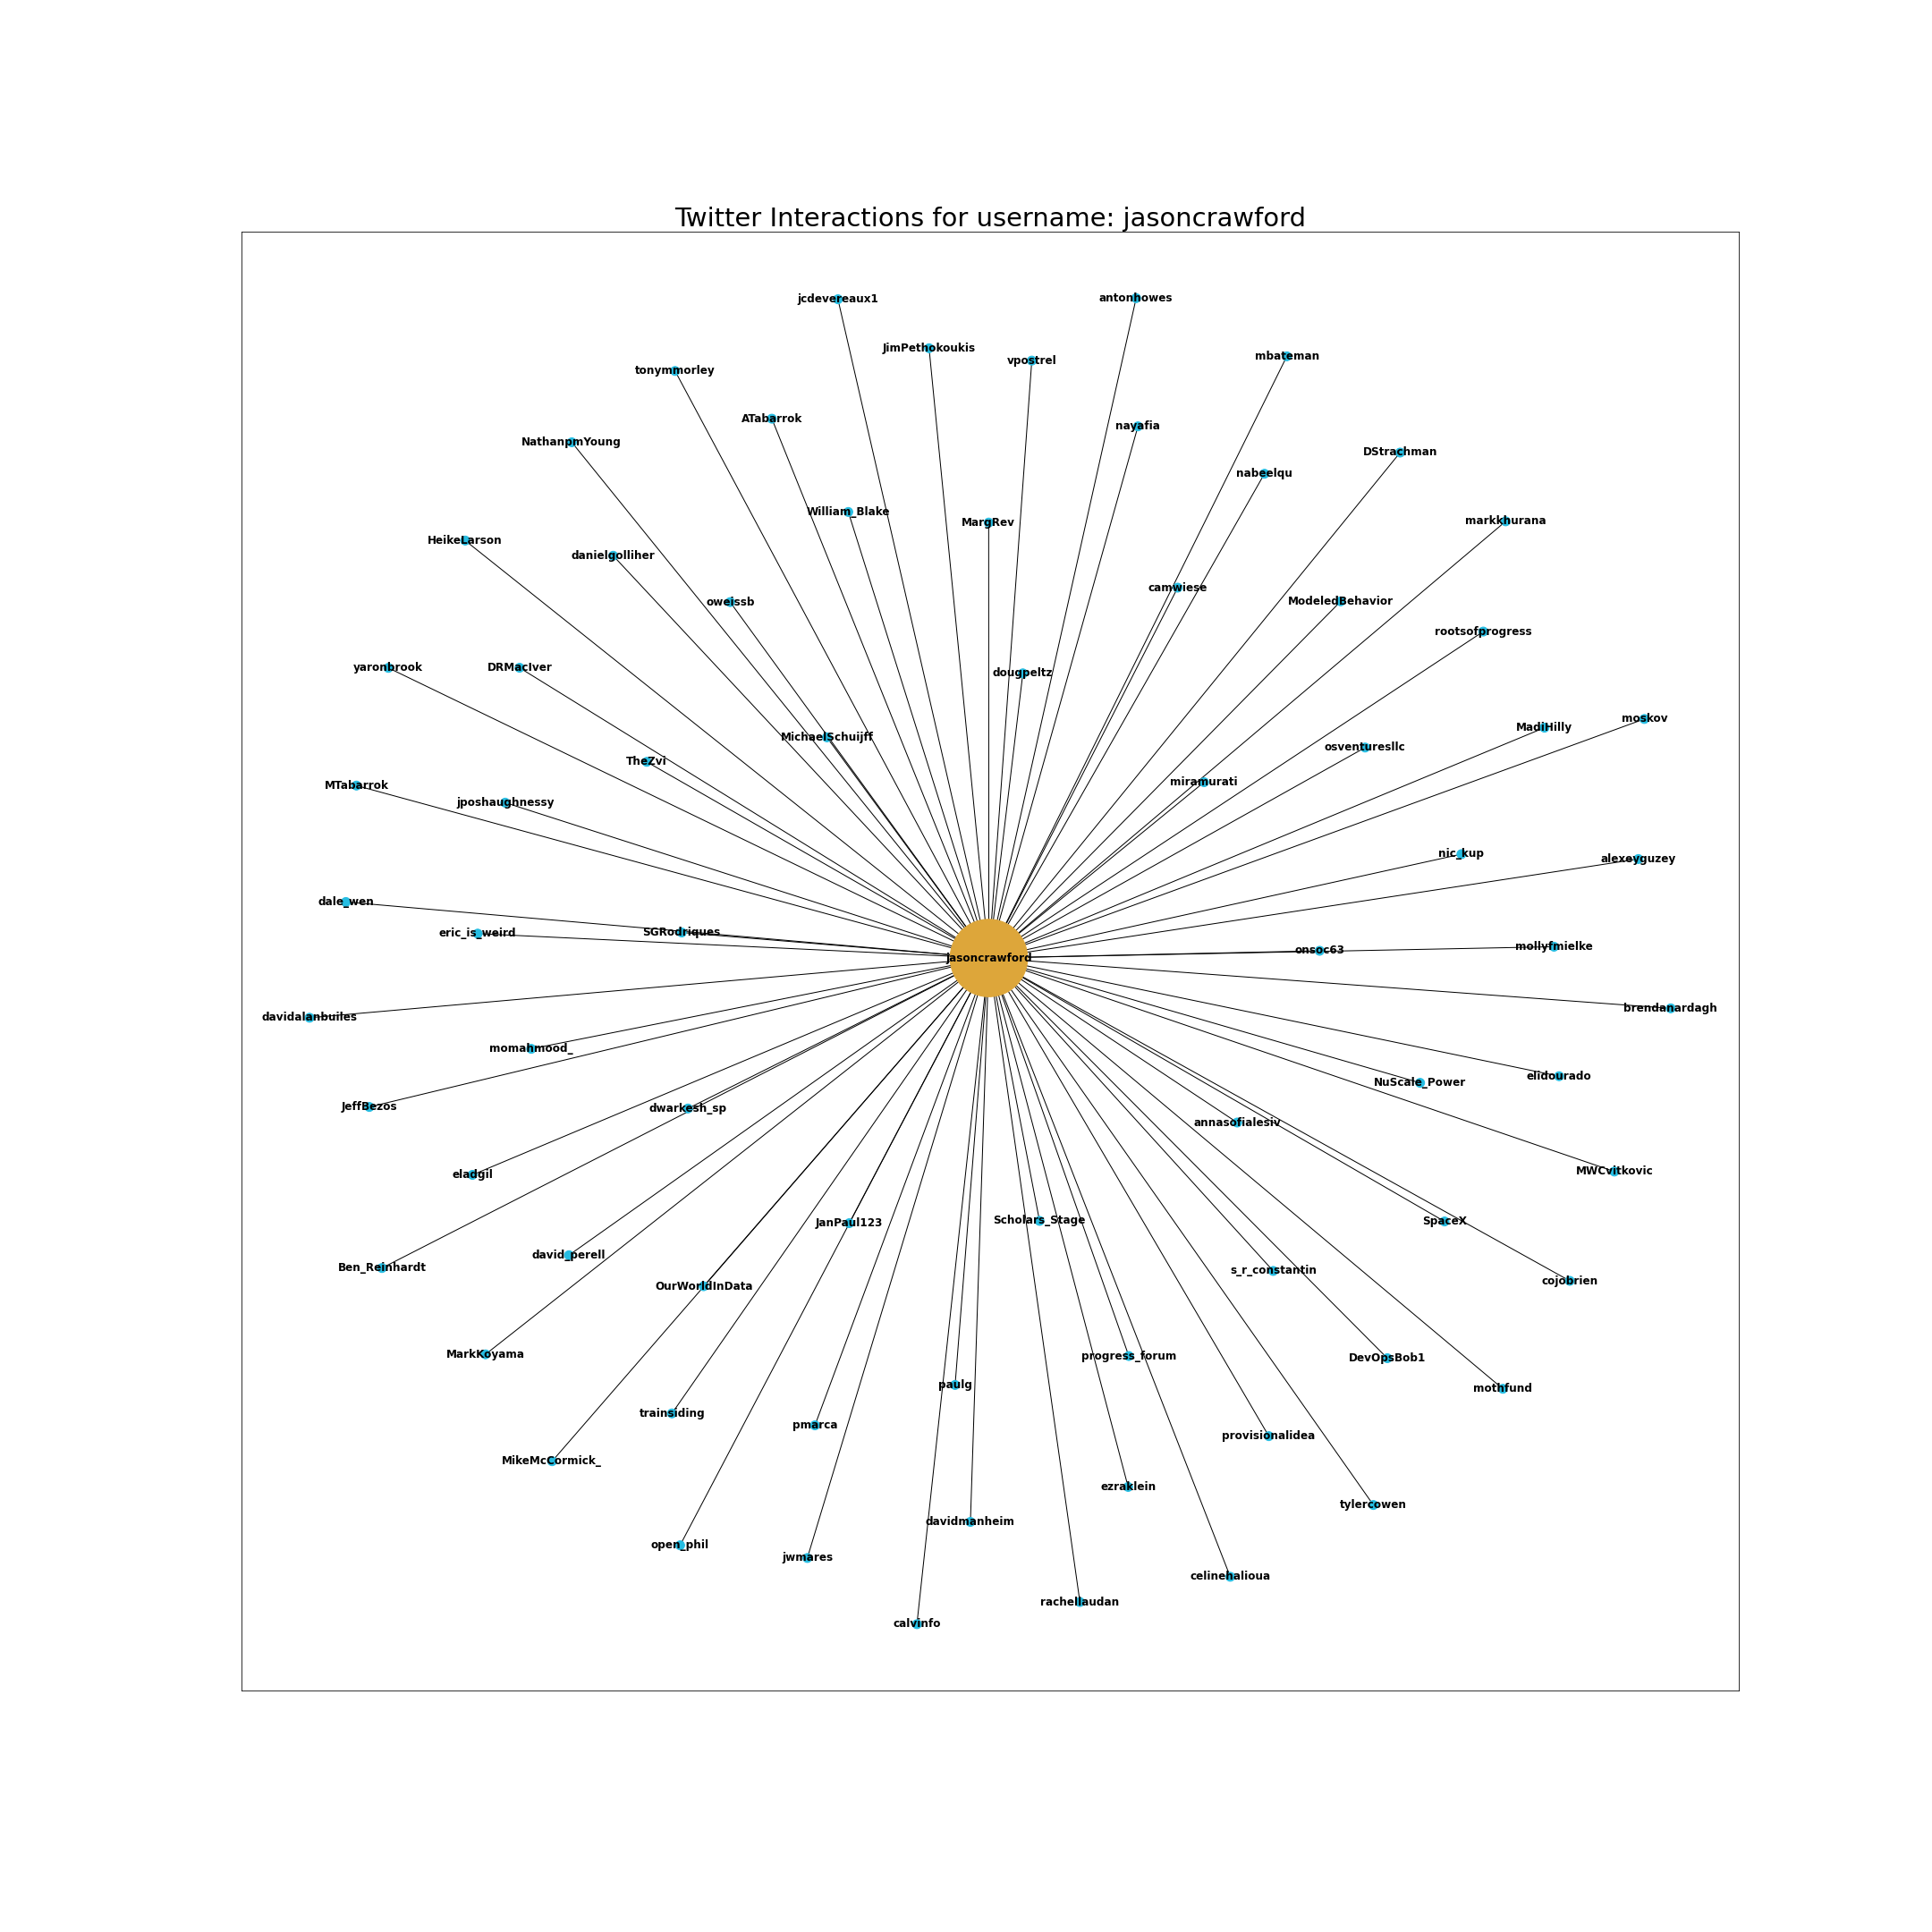 Twitter Interactions for username: jasoncrawford
jcdevereaux1
antonhowes
JimPethokoukis
vpostrel
mbateman
tonymmorley
ATabarrok
nayafia
NathanpmYoung
DStrachman
nabeelqu
William_Blake
MargRev
markkhurana
HeikeLarson
danielgolliher
camwiese
oweissb
ModeledBehavior
rootsofprogress
yaronbrook
DRMacIver
dougpeltz
moskov
MadiHilly
MichaelSchuijff
osventuresllc
TheZvi
miramurati
MTabarrok
jposhaughnessy
nic_kup
alexeyguzey
dale_wen
eric_is_weird
SGRodriques
mollyfmielke
onsoc63
jasoncrawford
brendanardagh
davidalanbuiles
momahmood_
elidourado
NuScale_Power
JeffBezos
dwarkesh_sp
annasofialesiv
eladgil
MWCvitkovic
JanPaul123
Scholars_Stage
SpaceX
david_perell
Ben_Reinhardt
s_r_constantin
cojobrien
OurWorldInData
MarkKoyama
progress_forum
DevOpsBob1
paulg
mothfund
trainsiding
pmarca
provisionalidea
MikeMcCormick_
ezraklein
tylercowen
davidmanheim
open_phil
jwmares
celinehalioua
rachellaudan
calvinfo